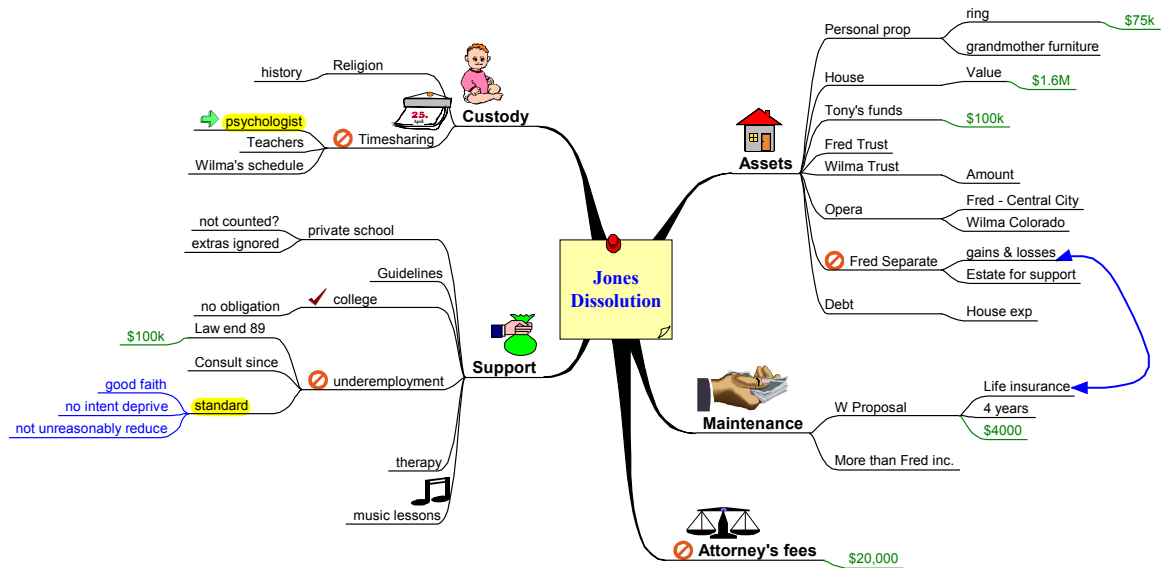 Jones
Dissolution
Custody
Religion
history
25.
April
Timesharing
psychologist
Teachers
Wilma's schedule
Support
private school
not counted?
extras ignored
Guidelines
college
no obligation
underemployment
Law end 89
$100k
Consult since
standard
good faith
no intent deprive
not unreasonably reduce
therapy
music lessons
Assets
Personal prop
ring
$75k
grandmother furniture
House
Value
$1.6M
Tony's funds
$100k
Fred Trust
Wilma Trust
Amount
Opera
Fred - Central City
Wilma Colorado
Fred Separate
gains & losses
Estate for support
Debt
House exp
Maintenance
W Proposal
Life insurance
4 years
$4000
More than Fred inc.
Attorney's fees
$20,000